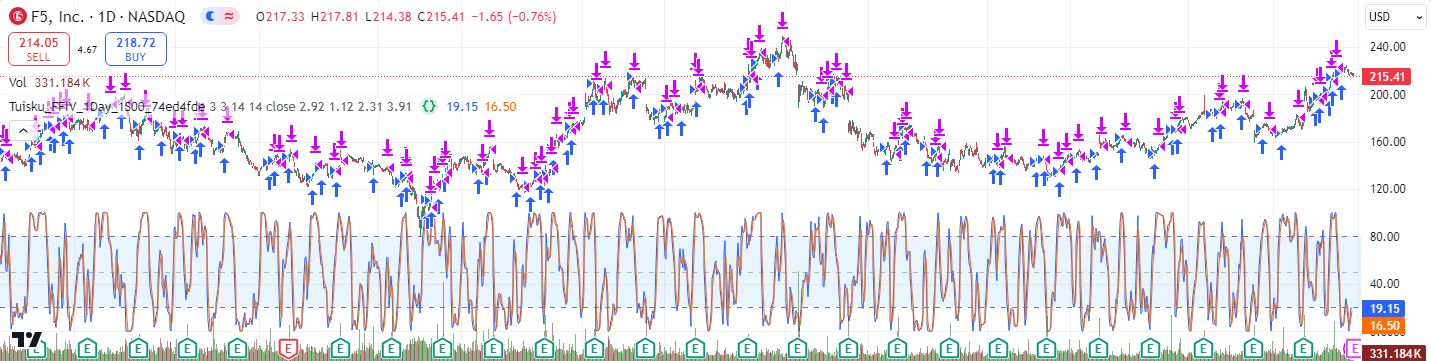 F5, Inc. · 1D · NASDAQ O217.33 H217.81 L214.38 C215.41 −1.65 (−0.76%)
USD
214.05 4.67 218.72
SELL BUY
Vol 331.184K
3 3 14 14 close 2.92 1.12 2.31 3.91 19.15 16.50
240.00
215.41
200.00
160.00
120.00
80.00
40.00
19.15
16.50
331.184K
E E E E E E E E E E E E E E E E E E E E E E E E E E E